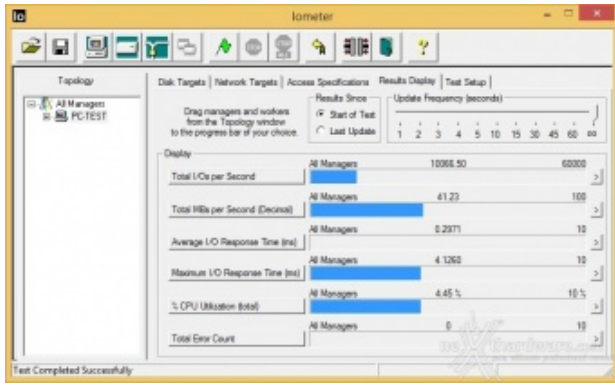 Io
Iometer
Topology
All Managers
PC-TEST
Disk Targets Network Targets Access Specifications Results Display Test Setup
Drag managers and workers
from the Topology window
to the progress bar of your choice.
Results Since
Start of Test
Last Update
Update Frequency (seconds)
1 2 3 4 5 10 15 30 45 60 ∞
Display
All Managers 10066.50 60000
Total I/Os per Second
All Managers 41.23 100
Total MBs per Second (Decimal)
All Managers 0.2971 10
Average I/O Response Time (ms)
All Managers 4.1260 10
Maximum I/O Response Time (ms)
All Managers 4.45 % 10 %
% CPU Utilization (total)
All Managers 0 10
Total Error Count
Test Completed Successfully